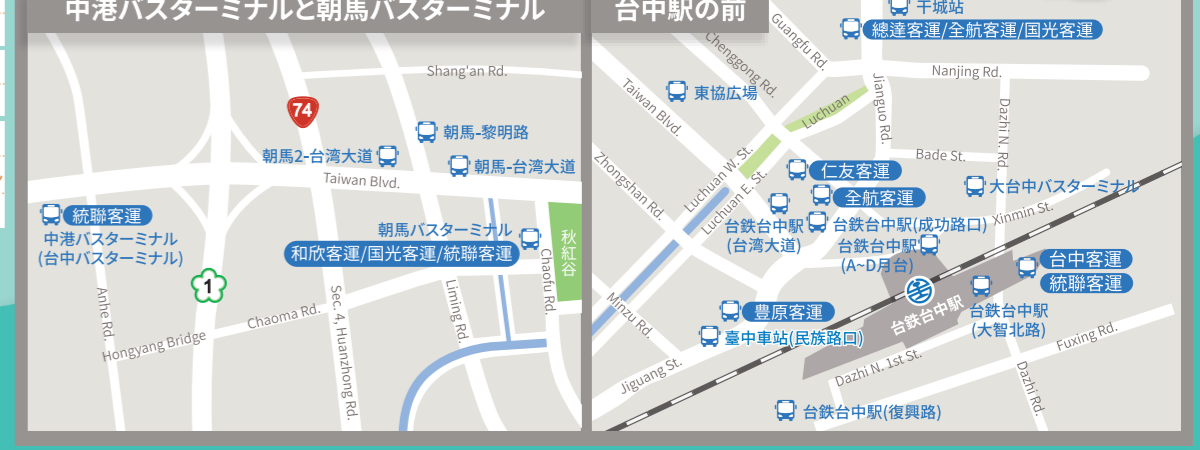 中港バスターミナルと朝馬バスターミナル
Shang'an Rd.
74
朝馬-黎明路
朝馬2-台湾大道
朝馬-台湾大道
Taiwan Blvd.
統聯客運
中港バスターミナル
(台中バスターミナル)
朝馬バスターミナル
和欣客運/国光客運/統聯客運
秋紅谷
Chaofu Rd.
1
Anhe Rd.
Sec. 4, Huanzhong Rd.
Liming Rd.
Chaoma Rd.
Hongyang Bridge
台中駅の前
干城站
總達客運/全航客運/国光客運
Guangfu Rd.
Chenggong Rd.
Nanjing Rd.
東協広場
Taiwan Blvd.
Luchuan
Jianguo Rd.
Dazhi N. Rd.
Bade St.
Zhongshan Rd.
Luchuan W. St.
Luchuan E. St.
仁友客運
全航客運
大台中バスターミナル
Xinmin St.
台鉄台中駅
(台湾大道)
台鉄台中駅(成功路口)
台鉄台中駅
(A~D月台)
台中客運
統聯客運
台鉄台中駅
台鉄台中駅
(大智北路)
Minzu Rd.
豊原客運
臺中車站(民族路口)
Jiguang St.
Dazhi N. 1st St.
Fuxing Rd.
Dazhi Rd.
台鉄台中駅(復興路)